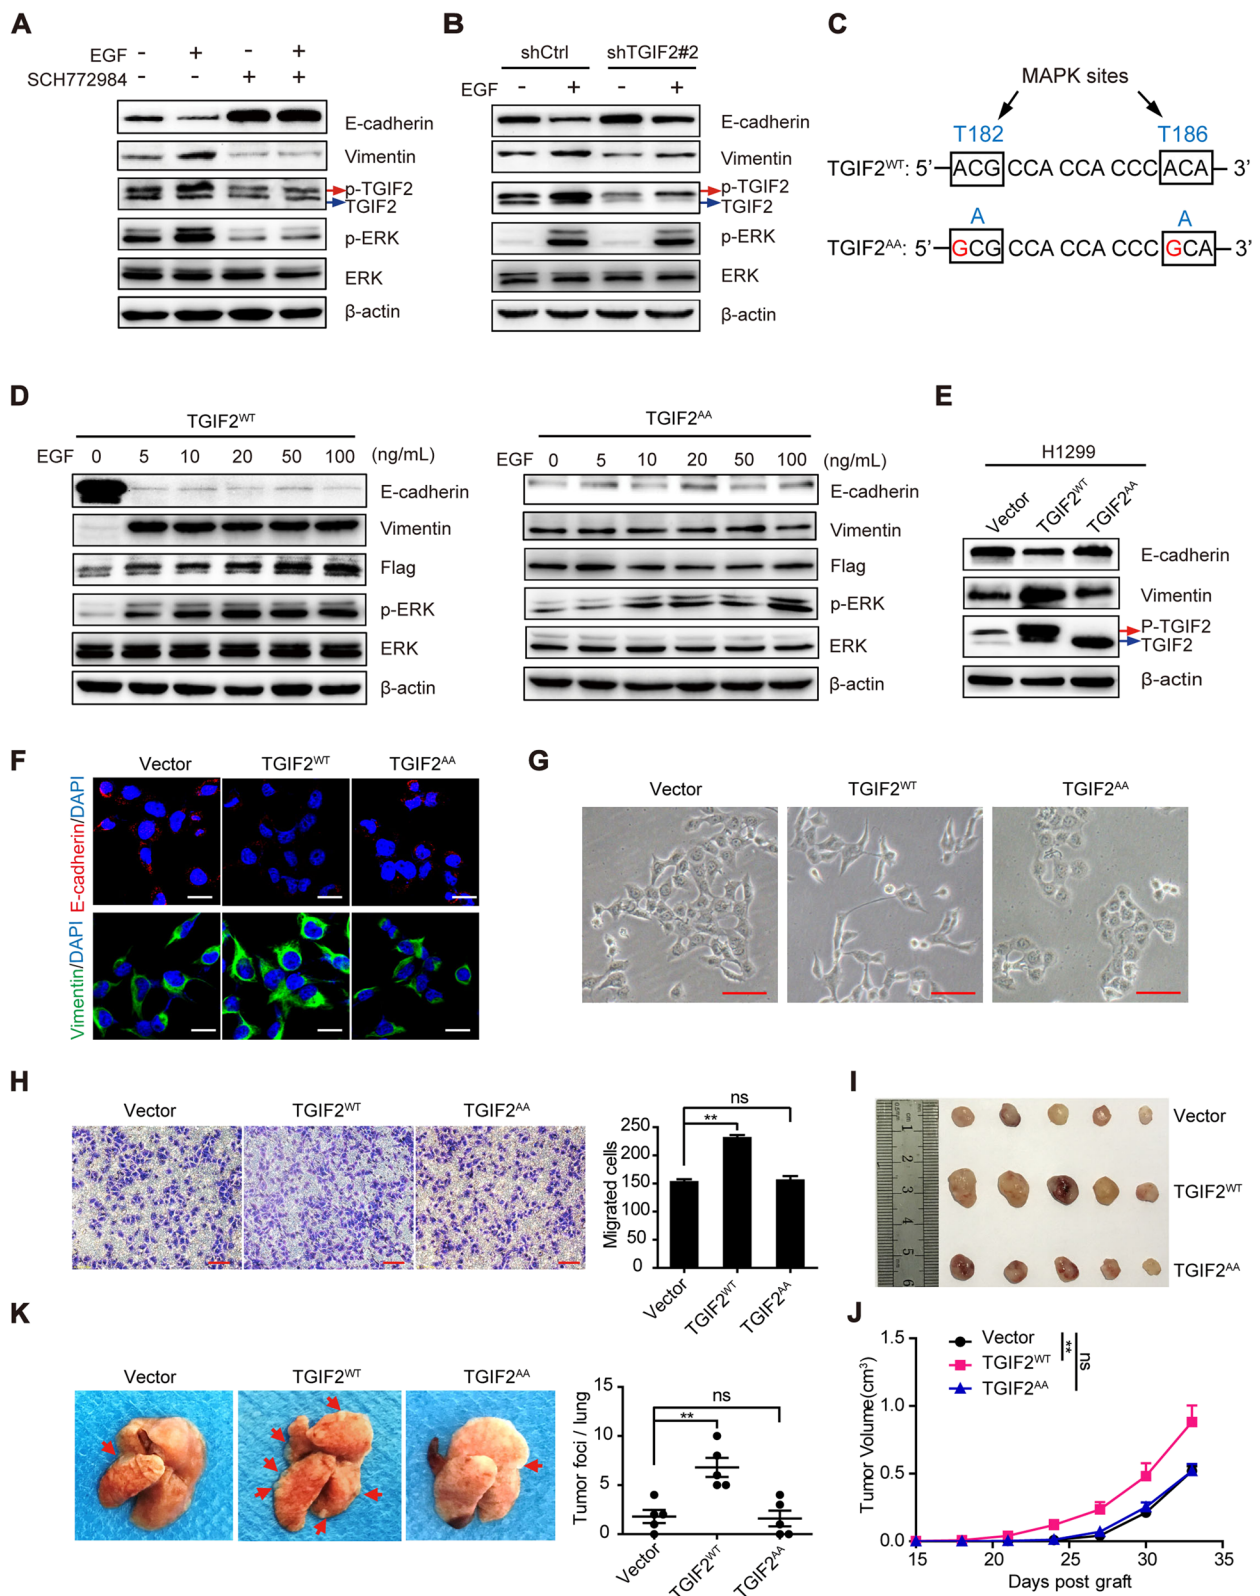 A
EGF - + - +
SCH772984 - - + +
E-cadherin
Vimentin
p-TGIF2
TGIF2
p-ERK
ERK
β-actin
B
shCtrl shTGIF2#2
EGF - + - +
E-cadherin
Vimentin
p-TGIF2
TGIF2
p-ERK
ERK
β-actin
C
MAPK sites
T182 T186
TGIF2WT: 5’ ACG CCA CCA CCC ACA 3’
A A
TGIF2AA: 5’ GCG CCA CCA CCC GCA 3’
D
TGIF2WT
EGF 0 5 10 20 50 100 (ng/mL)
E-cadherin
Vimentin
Flag
p-ERK
ERK
β-actin
TGIF2AA
EGF 0 5 10 20 50 100 (ng/mL)
E-cadherin
Vimentin
Flag
p-ERK
ERK
β-actin
E
H1299
Vector TGIF2WT TGIF2AA
E-cadherin
Vimentin
P-TGIF2
TGIF2
β-actin
F
Vector TGIF2WT TGIF2AA
E-cadherin/DAPI
Vimentin/DAPI
G
Vector TGIF2WT TGIF2AA
H
Vector TGIF2WT TGIF2AA
ns
**
Migrated cells
250
200
150
100
50
0
Vector TGIF2WT TGIF2AA
I
1
2
3
4
5
6
Vector
TGIF2WT
TGIF2AA
K
Vector TGIF2WT TGIF2AA
ns
**
Tumor foci / lung
15
10
5
0
Vector TGIF2WT TGIF2AA
J
Vector
TGIF2WT
TGIF2AA
**
ns
Tumor Volume(cm3)
1.5
1.0
0.5
0.0
15 20 25 30 35
Days post graft